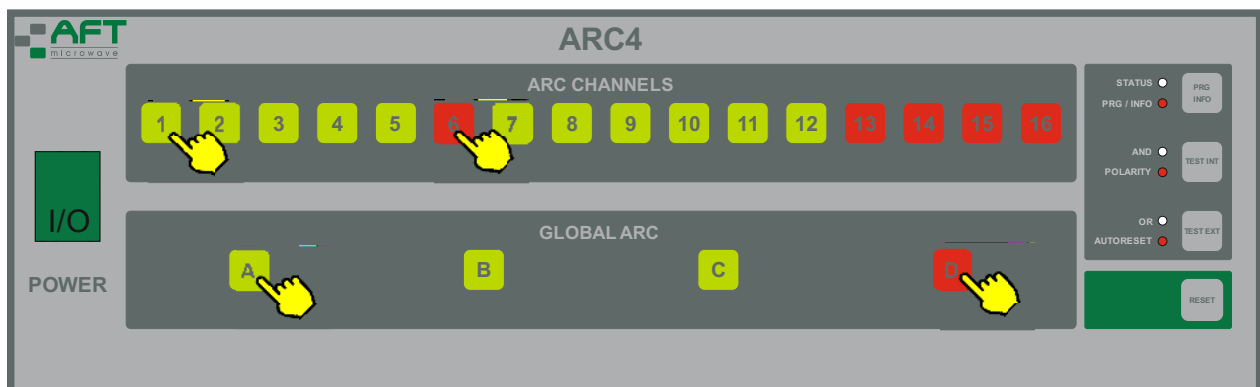 AFT
microwave
ARC4
ARC CHANNELS
1 2 3 4 5 6 7 8 9 10 11 12 13 14 15 16
I/O
POWER
GLOBAL ARC
A B C D
STATUS
PRG / INFO
PRG
INFO
AND
POLARITY
TEST INT
OR
AUTORESET
TEST EXT
RESET